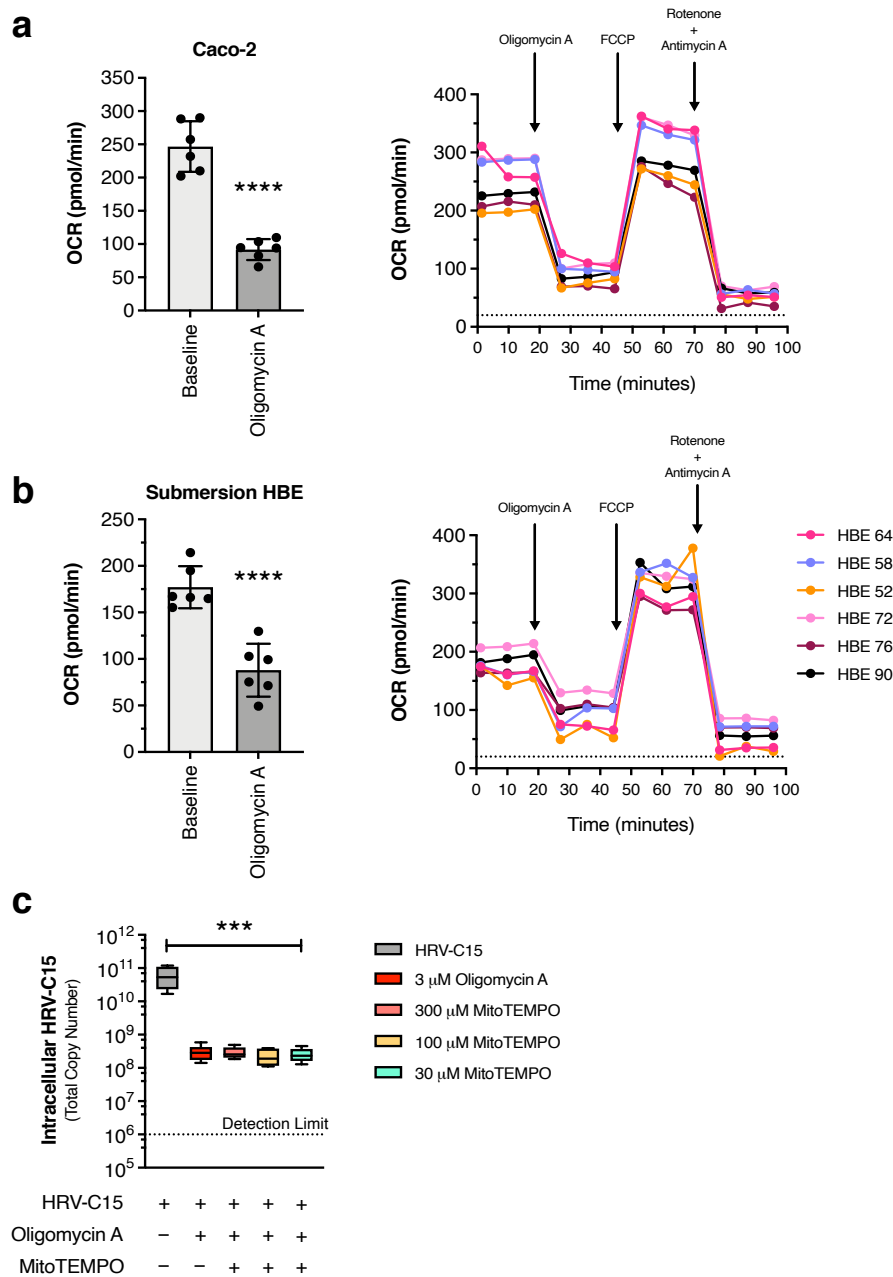 a
Caco-2
OCR (pmol/min)
350
300
250
200
150
100
50
0
****
Baseline
Oligomycin A
Oligomycin A
FCCP
Rotenone
+
Antimycin A
OCR (pmol/min)
400
300
200
100
0
0 10 20 30 40 50 60 70 80 90 100
Time (minutes)
b
Submersion HBE
OCR (pmol/min)
250
200
150
100
50
0
****
Baseline
Oligomycin A
Oligomycin A
FCCP
Rotenone
+
Antimycin A
OCR (pmol/min)
400
300
200
100
0
0 10 20 30 40 50 60 70 80 90 100
Time (minutes)
HBE 64
HBE 58
HBE 52
HBE 72
HBE 76
HBE 90
c
Intracellular HRV-C15
(Total Copy Number)
10¹²
10¹¹
10¹⁰
10⁹
10⁸
10⁷
10⁶
10⁵
***
Detection Limit
HRV-C15 + + + + +
Oligomycin A − + + + +
MitoTEMPO − − + + +
HRV-C15
3 μM Oligomycin A
300 μM MitoTEMPO
100 μM MitoTEMPO
30 μM MitoTEMPO